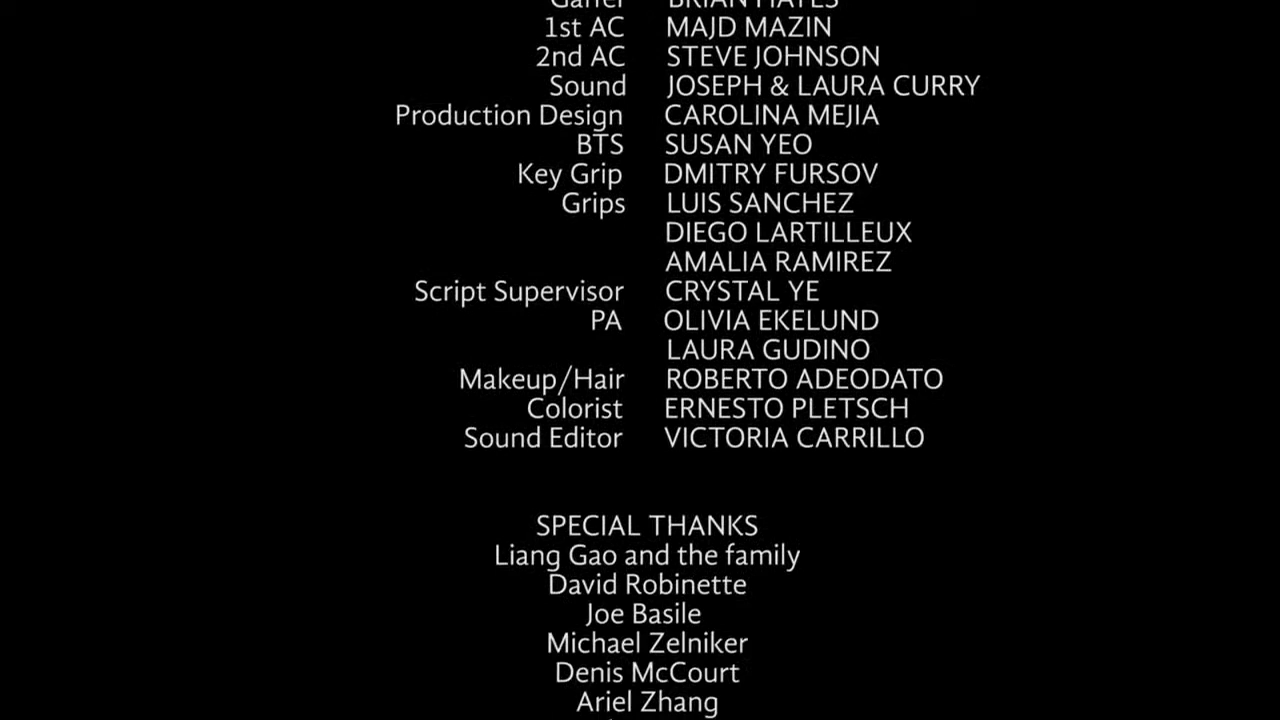 Gaffer BRIAN HAYES
1st AC MAJD MAZIN
2nd AC STEVE JOHNSON
Sound JOSEPH & LAURA CURRY
Production Design CAROLINA MEJIA
BTS SUSAN YEO
Key Grip DMITRY FURSOV
Grips LUIS SANCHEZ
DIEGO LARTILLEUX
AMALIA RAMIREZ
Script Supervisor CRYSTAL YE
PA OLIVIA EKELUND
LAURA GUDINO
Makeup/Hair ROBERTO ADEODATO
Colorist ERNESTO PLETSCH
Sound Editor VICTORIA CARRILLO
SPECIAL THANKS
Liang Gao and the family
David Robinette
Joe Basile
Michael Zelniker
Denis McCourt
Ariel Zhang